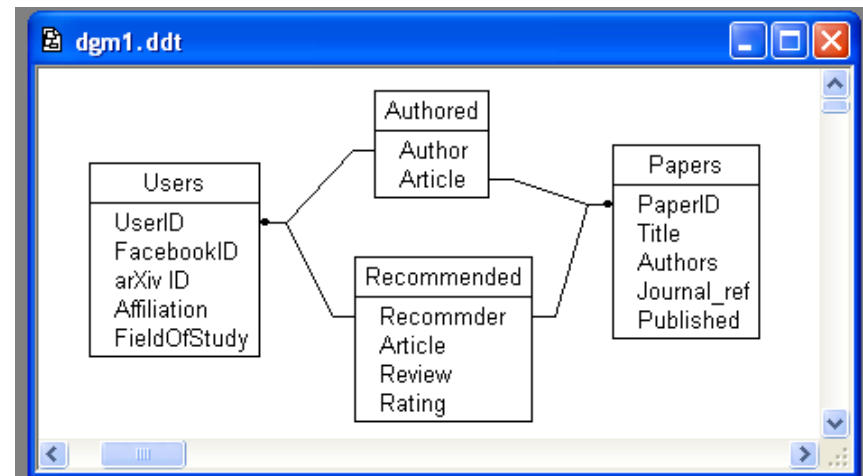 dgm1.ddt
Users
UserID
FacebookID
arXiv ID
Affiliation
FieldOfStudy
Authored
Author
Article
Recommended
Recommder
Article
Review
Rating
Papers
PaperID
Title
Authors
Journal_ref
Published